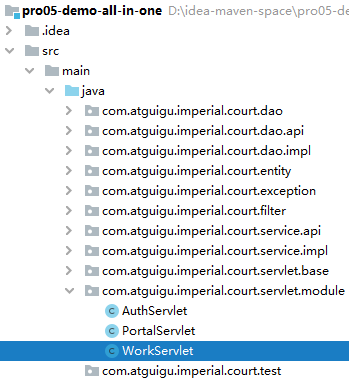 pro05-demo-all-in-one D:\idea-maven-space\pro05-de
.idea
src
main
java
com.atguigu.imperial.court.dao
com.atguigu.imperial.court.dao.api
com.atguigu.imperial.court.dao.impl
com.atguigu.imperial.court.entity
com.atguigu.imperial.court.exception
com.atguigu.imperial.court.filter
com.atguigu.imperial.court.service.api
com.atguigu.imperial.court.service.impl
com.atguigu.imperial.court.servlet.base
com.atguigu.imperial.court.servlet.module
AuthServlet
PortalServlet
WorkServlet
com.atguigu.imperial.court.test